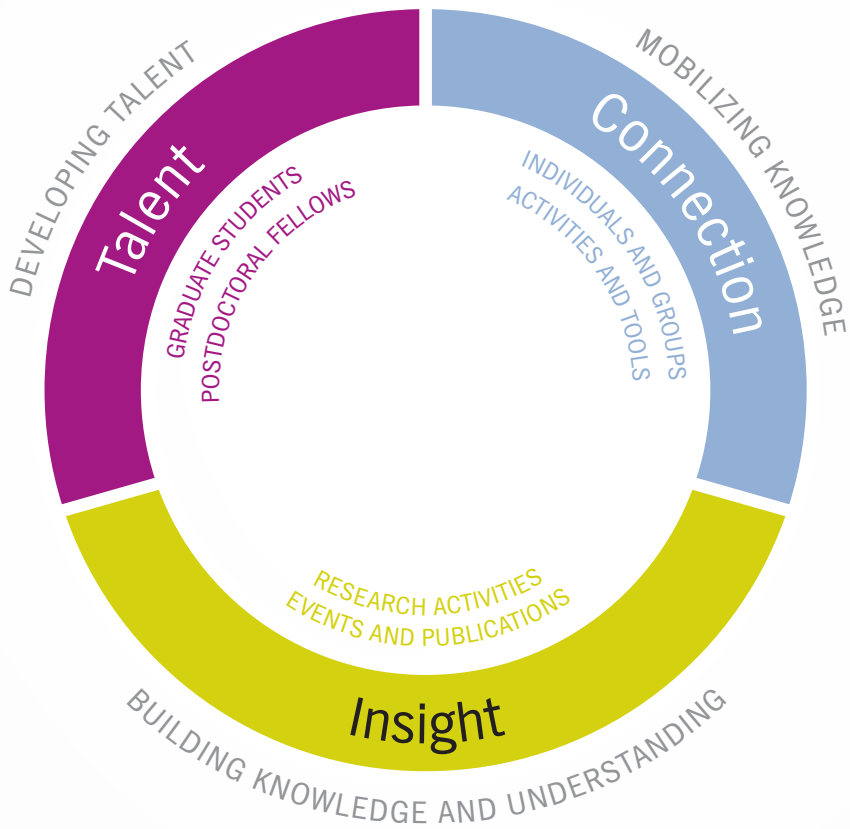 DEVELOPING TALENT
Talent
GRADUATE STUDENTS
POSTDOCTORAL FELLOWS
MOBILIZING KNOWLEDGE
Connection
INDIVIDUALS AND GROUPS
ACTIVITIES AND TOOLS
RESEARCH ACTIVITIES
EVENTS AND PUBLICATIONS
Insight
BUILDING KNOWLEDGE AND UNDERSTANDING